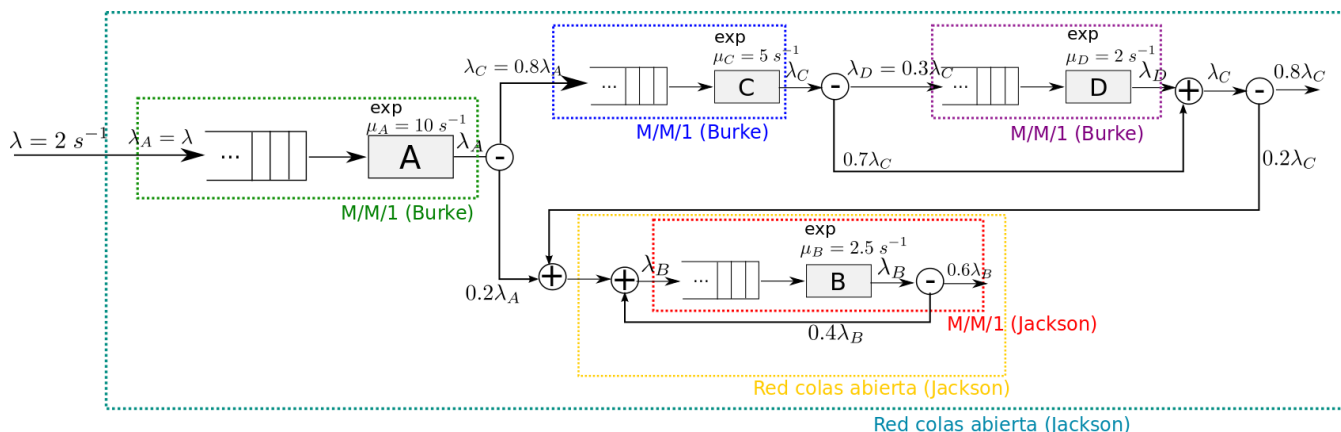 exp
μ_C = 5 s⁻¹
λ_C = 0.8λ_A
...
C
λ_C
-
M/M/1 (Burke)
λ_D = 0.3λ_C
exp
μ_D = 2 s⁻¹
...
D
λ_D
+
λ_C
-
0.8λ_C
M/M/1 (Burke)
0.7λ_C
0.2λ_C
λ = 2 s⁻¹
λ_A = λ
...
exp
μ_A = 10 s⁻¹
A
λ_A
-
M/M/1 (Burke)
0.2λ_A
+
+
λ_B
...
exp
μ_B = 2.5 s⁻¹
B
λ_B
-
0.6λ_B
0.4λ_B
M/M/1 (Jackson)
Red colas abierta (Jackson)
Red colas abierta (Jackson)